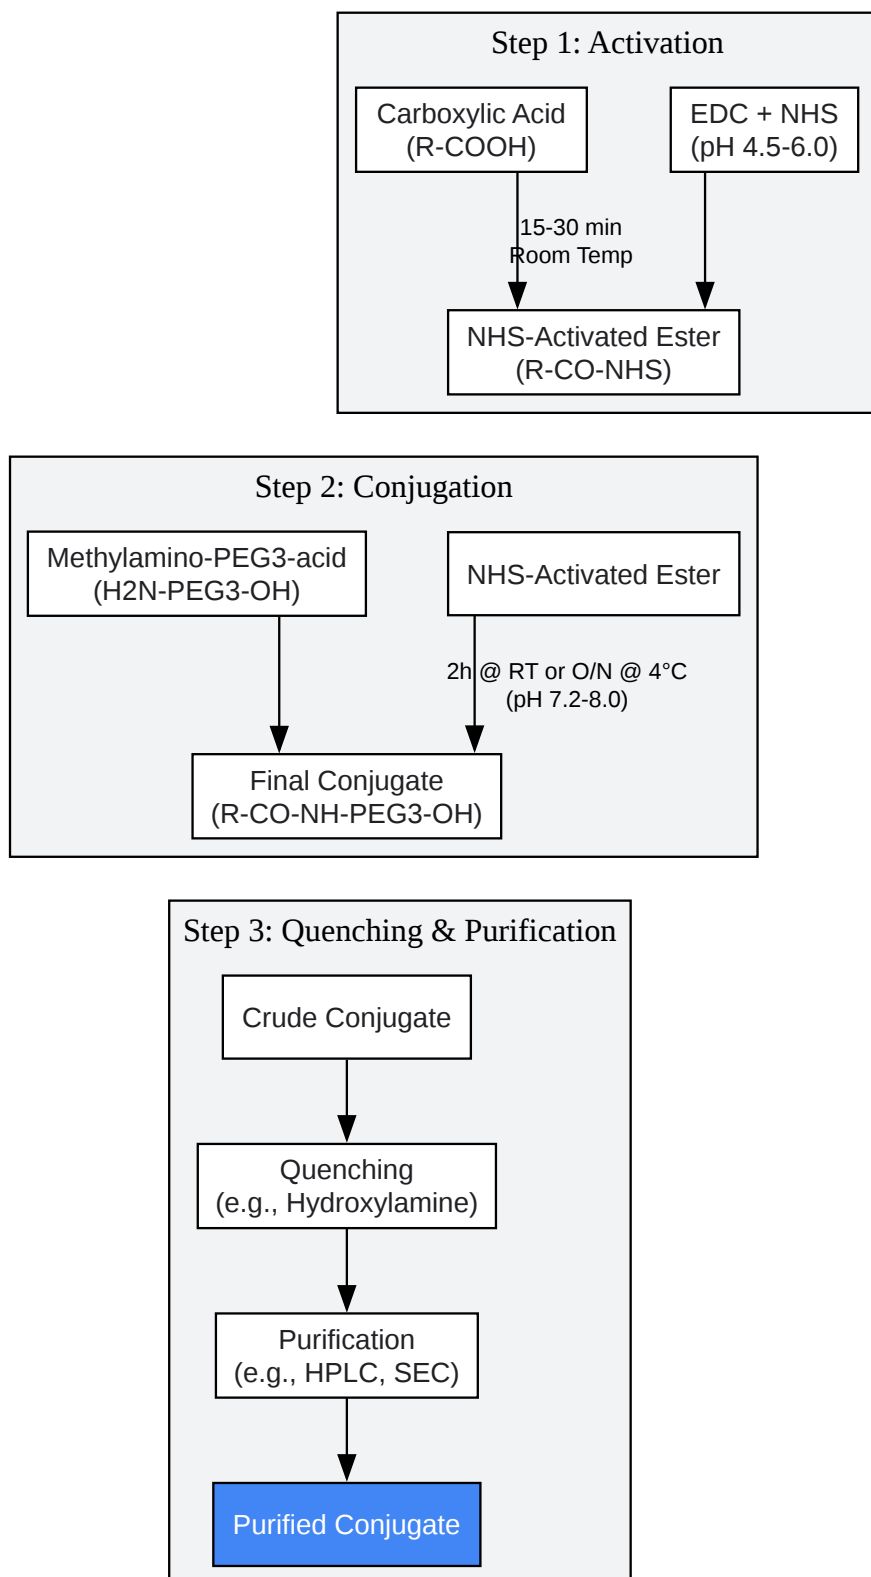 Step 1: Activation
Carboxylic Acid
(R-COOH)
EDC + NHS
(pH 4.5-6.0)
15-30 min
Room Temp
NHS-Activated Ester
(R-CO-NHS)
Step 2: Conjugation
Methylamino-PEG3-acid
(H2N-PEG3-OH)
NHS-Activated Ester
2h @ RT or O/N @ 4°C
(pH 7.2-8.0)
Final Conjugate
(R-CO-NH-PEG3-OH)
Step 3: Quenching & Purification
Crude Conjugate
Quenching
(e.g., Hydroxylamine)
Purification
(e.g., HPLC, SEC)
Purified Conjugate